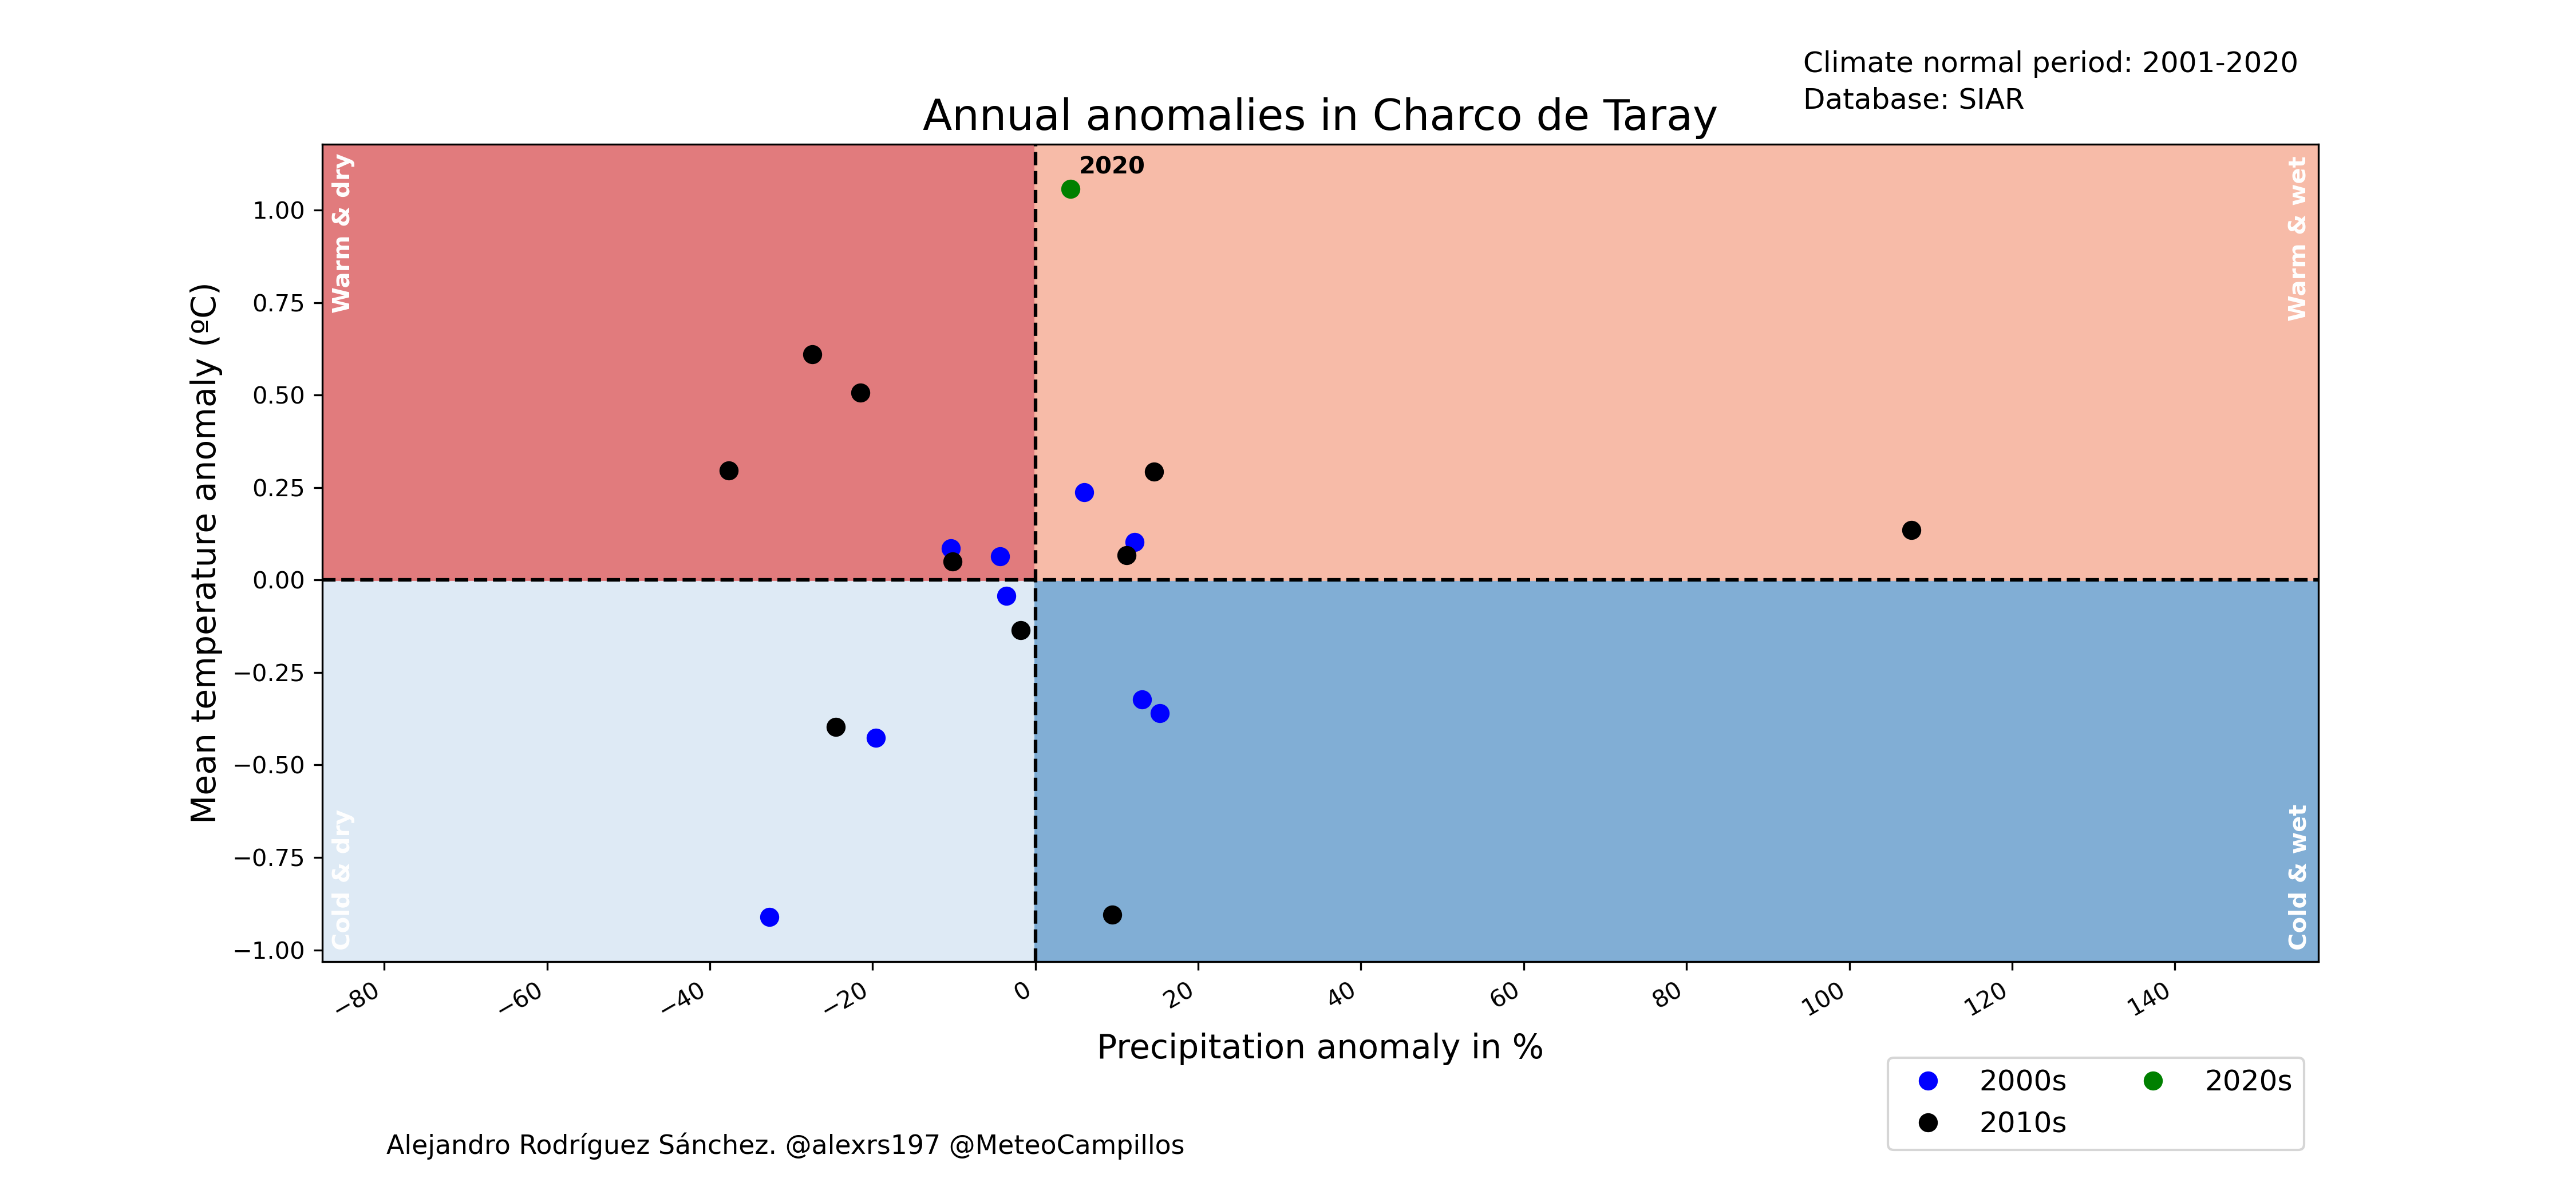 Climate normal period: 2001-2020
Database: SIAR
Annual anomalies in Charco de Taray
Warm & dry
2020
Warm & wet
Mean temperature anomaly (ºC)
1.00
0.75
0.50
0.25
0.00
−0.25
−0.50
−0.75
−1.00
Cold & dry
Cold & wet
−80
−60
−40
−20
0
20
40
60
80
100
120
140
Precipitation anomaly in %
2000s
2010s
2020s
Alejandro Rodríguez Sánchez. @alexrs197 @MeteoCampillos